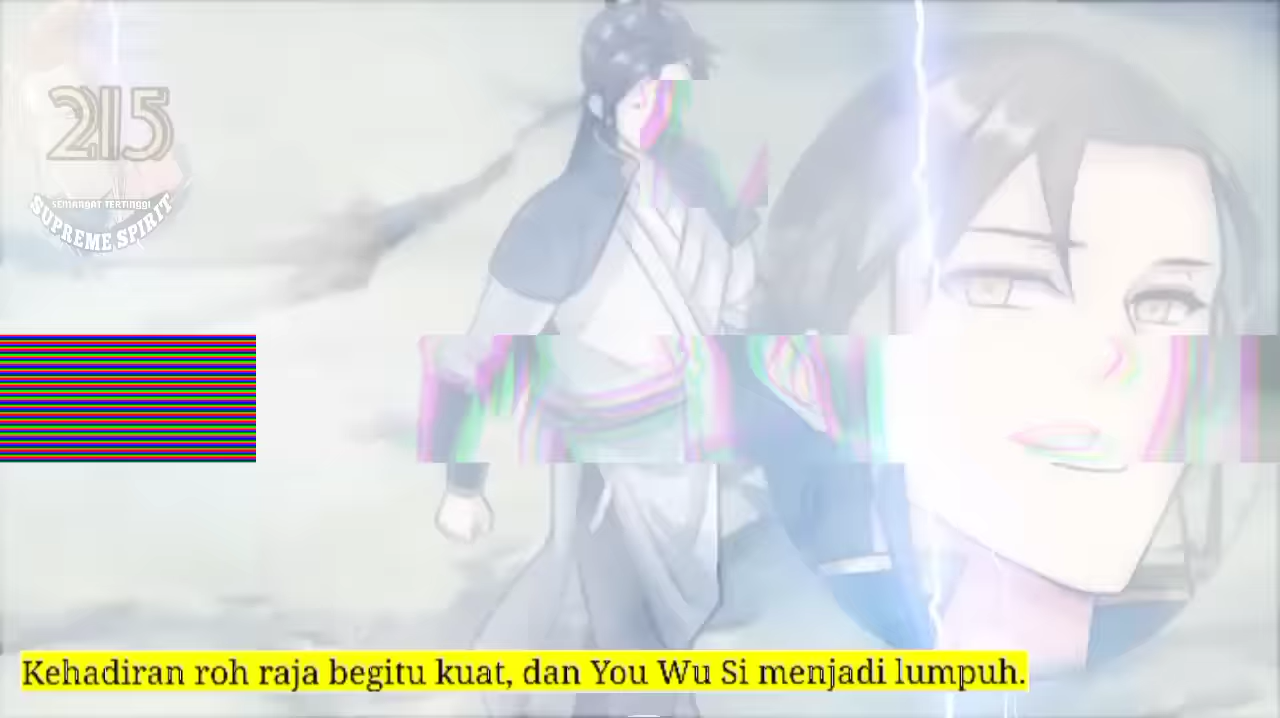 215
SEMANGAT TERTINGGI
SUPREME SPIRIT
Kehadiran roh raja begitu kuat, dan You Wu Si menjadi lumpuh.